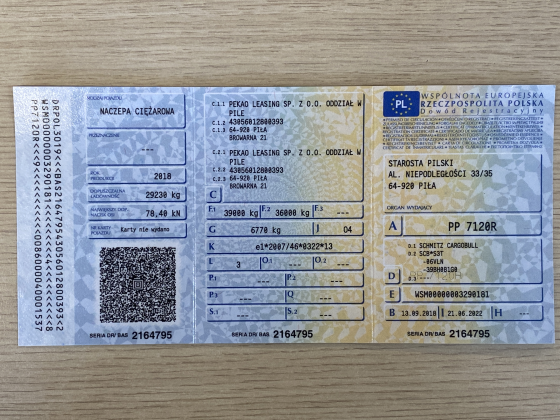 RODZAJ POJAZDU
NACZEPA CIĘŻAROWA
PRZEZNACZENIE
---
ROK PRODUKCJI
2018
DOPUSZCZALNA ŁADOWNOŚĆ
29230 kg
NAJWIĘKSZY DOP. NACISK OSI
78,40 kN
NR KARTY POJAZDU
Karty nie wydano
SERIA DR/ BAS 2164795
C.1.1 PEKAO LEASING SP. Z O.O. ODDZIAŁ W
PILE
C.1.2 43056812800393
C.1.3 64-920 PIŁA
BROWARNA 21
C.2.1 PEKAO LEASING SP. Z O.O. ODDZIAŁ W
PILE
C.2.2 43056812800393
C.2.3 64-920 PIŁA
BROWARNA 21
C
F.1 39000 kg F.2 36000 kg F.3 ---
G 6770 kg J 04
K e1*2007/46*0322*13
L 3 O.1 --- O.2 ---
P.1 --- P.2 ---
P.3 --- Q ---
S.1 --- S.2 ---
SERIA DR/ BAS 2164795
PL
WSPÓLNOTA EUROPEJSKA
RZECZPOSPOLITA POLSKA
Dowód Rejestracyjny
STAROSTA PILSKI
AL. NIEPODLEGŁOŚCI 33/35
64-920 PIŁA
ORGAN WYDAJĄCY
A PP 7120R
D.1 SCHMITZ CARGOBULL
D.2 SCB*S3T
-06VLN
-39BH0B1G0
D D.3 ---
E WSM00000003290181
B 13.09.2018 I 21.06.2022 H ---
SERIA DR/ BAS 2164795